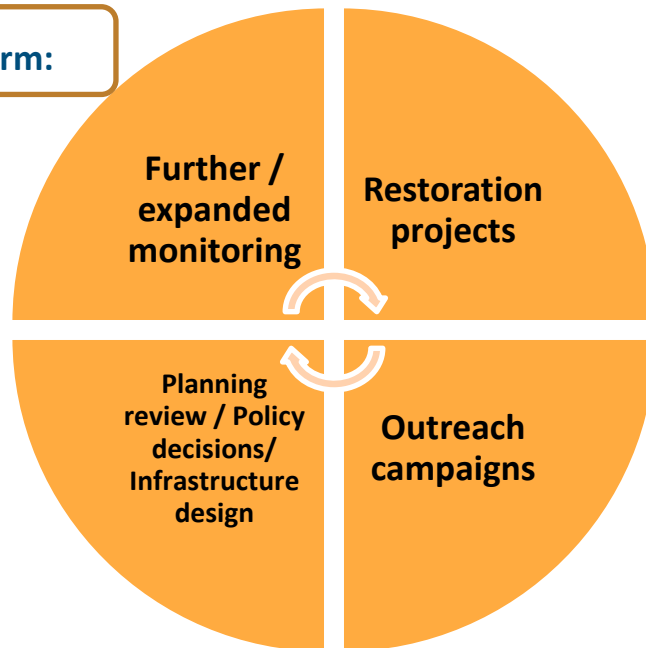 rm:
Further /
expanded
monitoring
Restoration
projects
Planning
review / Policy
decisions/
Infrastructure
design
Outreach
campaigns